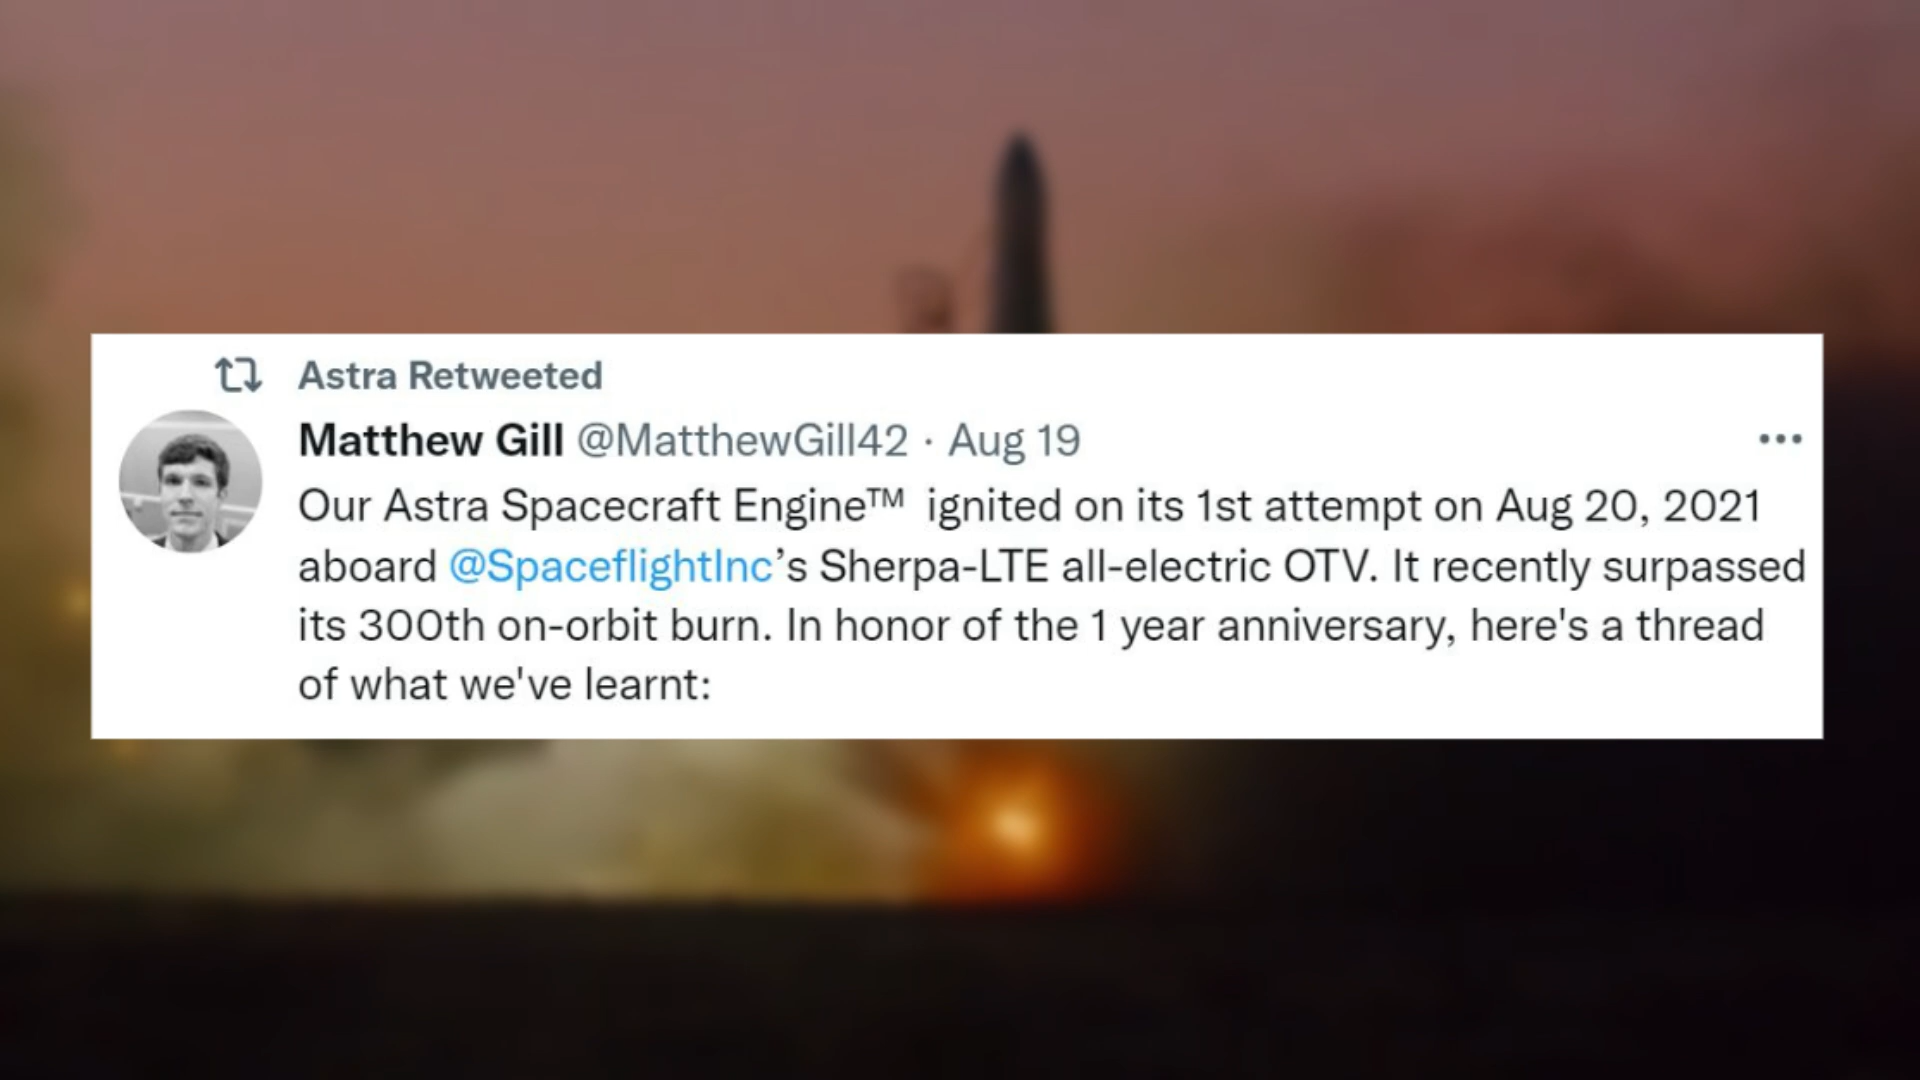 Astra Retweeted
Matthew Gill @MatthewGill42 · Aug 19
Our Astra Spacecraft Engine™ ignited on its 1st attempt on Aug 20, 2021
aboard @SpaceflightInc’s Sherpa-LTE all-electric OTV. It recently surpassed
its 300th on-orbit burn. In honor of the 1 year anniversary, here's a thread
of what we've learnt: